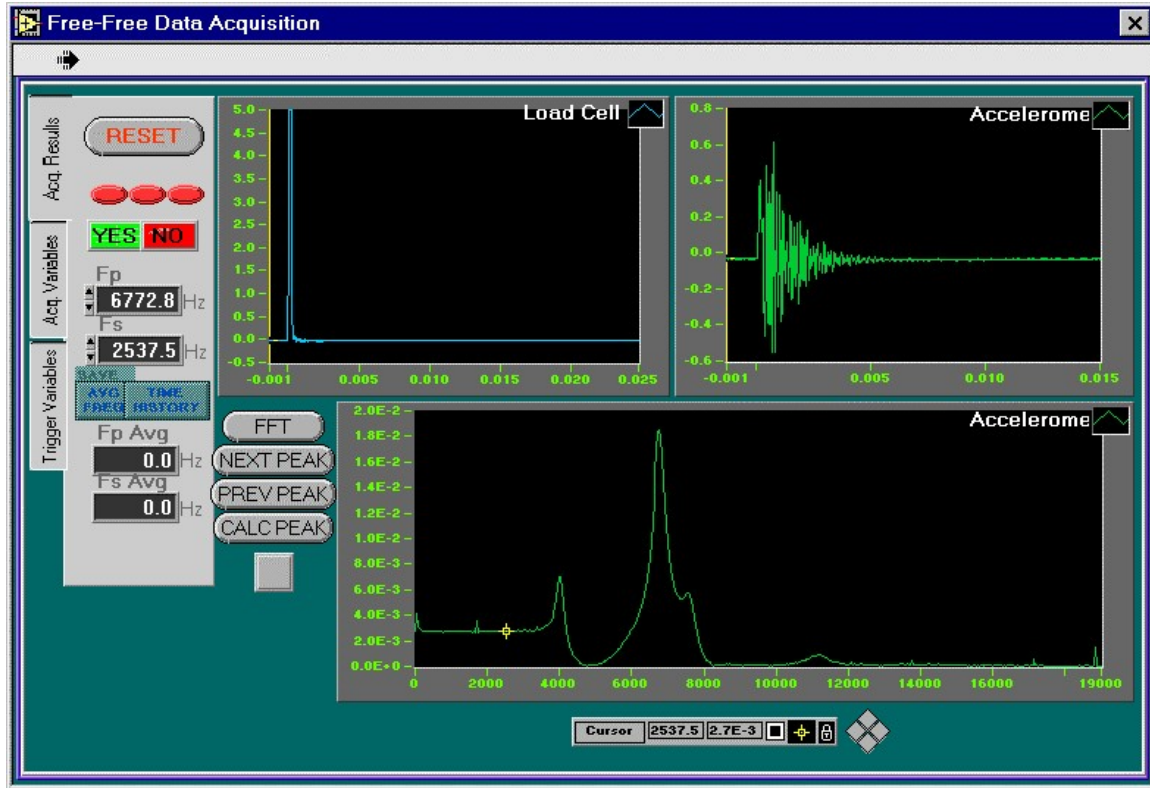 Free-Free Data Acquisition
Acq. Results
Acq. Variables
Trigger Variables
RESET
YES NO
Fp
6772.8 Hz
Fs
2537.5 Hz
SAVE
AVG FREQ
TIME HISTORY
Fp Avg
0.0 Hz
Fs Avg
0.0 Hz
Load Cell
5.0
4.5
4.0
3.5
3.0
2.5
2.0
1.5
1.0
0.5
0.0
-0.5
-0.001 0.005 0.010 0.015 0.020 0.025
Accelerome
0.8
0.6
0.4
0.2
0.0
-0.2
-0.4
-0.6
-0.001 0.005 0.010 0.015
FFT
NEXT PEAK
PREV PEAK
CALC PEAK
Accelerome
2.0E-2
1.8E-2
1.6E-2
1.4E-2
1.2E-2
1.0E-2
8.0E-3
6.0E-3
4.0E-3
2.0E-3
0.0E+0
0 2000 4000 6000 8000 10000 12000 14000 16000 19000
Cursor 2537.5 2.7E-3